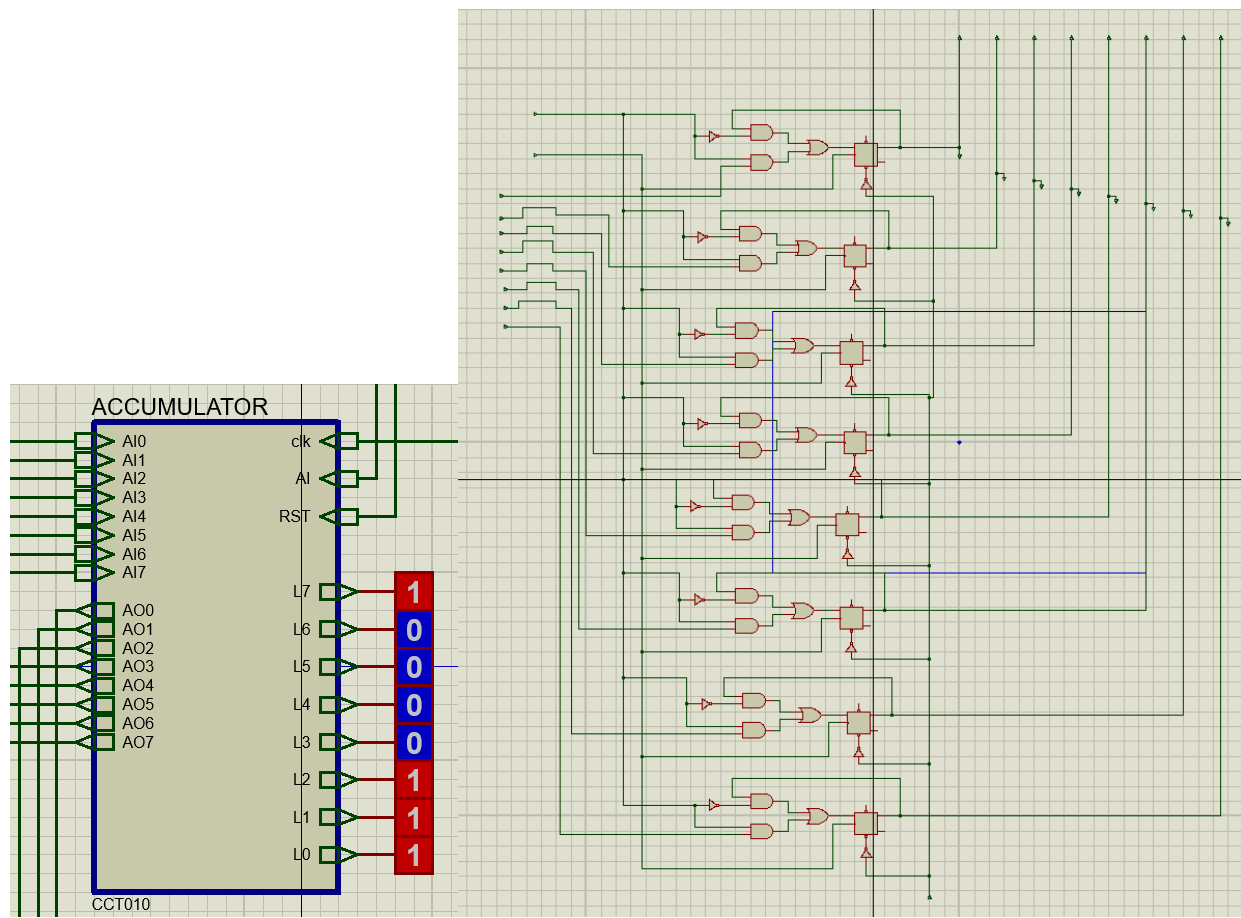 ACCUMULATOR
AI0 clk
AI1
AI2 AI
AI3
AI4 RST
AI5
AI6
AI7
L7 1
AO0
AO1 L6 0
AO2
AO3 L5 0
AO4
AO5 L4 0
AO6
AO7 L3 0
L2 1
L1 1
L0 1
CCT010